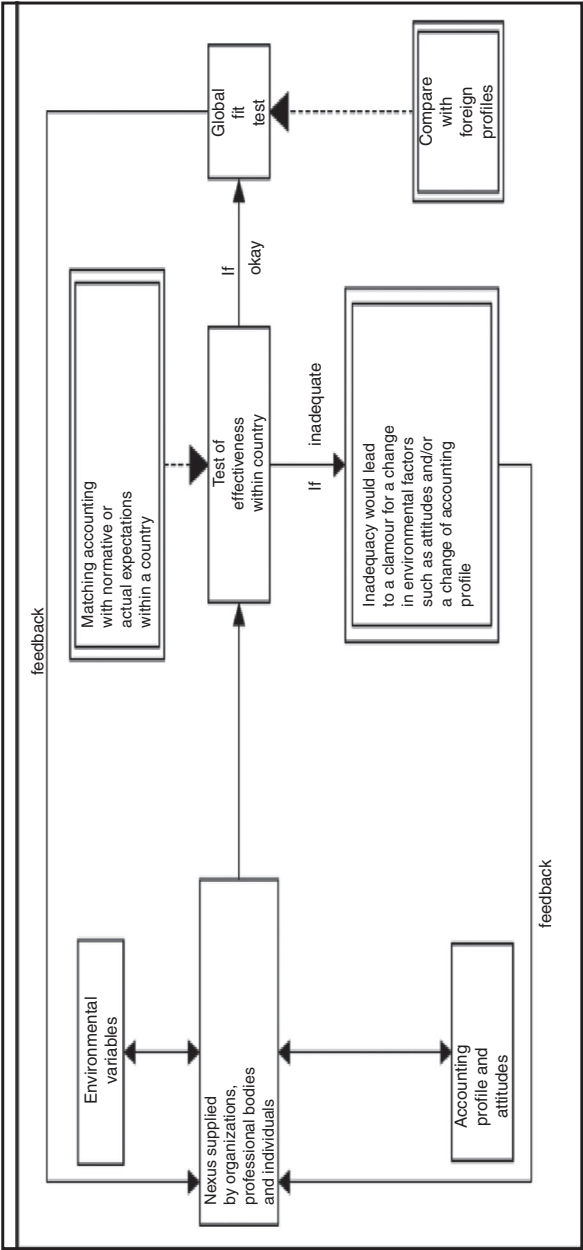 feedback
Environmental
variables
Matching accounting
with normative or
actual expectations
within a country
Global
fit
test
Nexus supplied
by organizations,
professional bodies
and individuals
Test of
effectiveness
within country
If
okay
If
inadequate
Compare
with
foreign
profiles
Accounting
profile and
attitudes
Inadequacy would lead
to a clamour for a change
in environmental factors
such as attitudes and/or
a change of accounting
profile
feedback